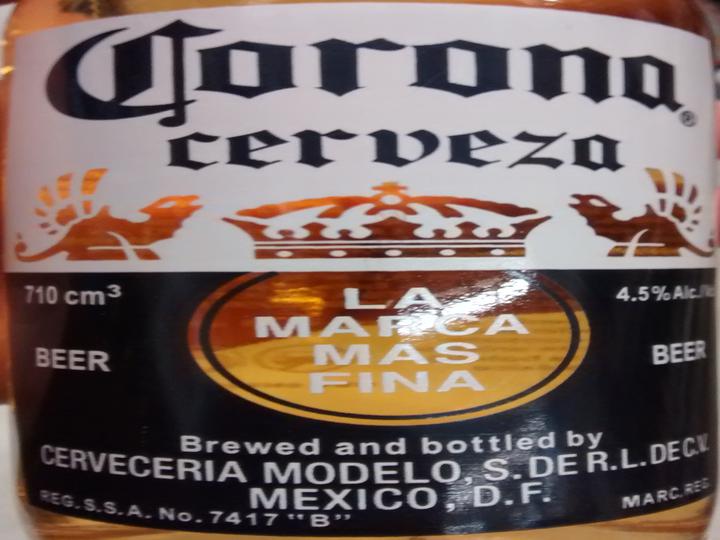 Corona®
cerveza
710 cm³
4.5% Alc./
LA
MARCA
MAS
FINA
BEER
BEER
Brewed and bottled by
CERVECERIA MODELO, S. DE R.L. DE C.V.
MEXICO, D.F.
REG. S.S.A. No. 7417 "B"
MARC. REG.